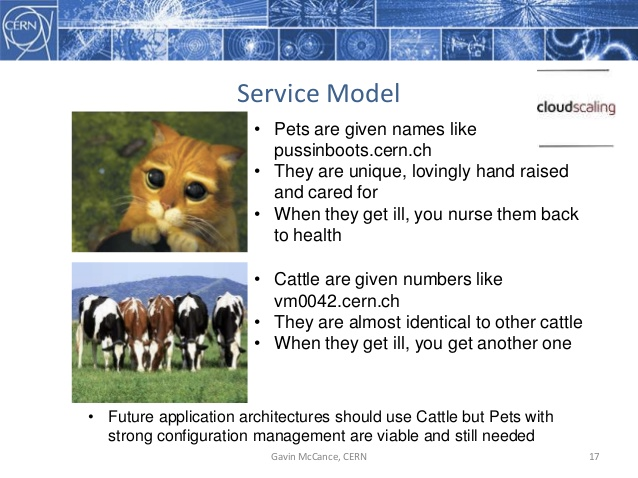 CERN
Service Model
cloudscaling
• Pets are given names like
pussinboots.cern.ch
• They are unique, lovingly hand raised
and cared for
• When they get ill, you nurse them back
to health
• Cattle are given numbers like
vm0042.cern.ch
• They are almost identical to other cattle
• When they get ill, you get another one
• Future application architectures should use Cattle but Pets with
strong configuration management are viable and still needed
Gavin McCance, CERN
17